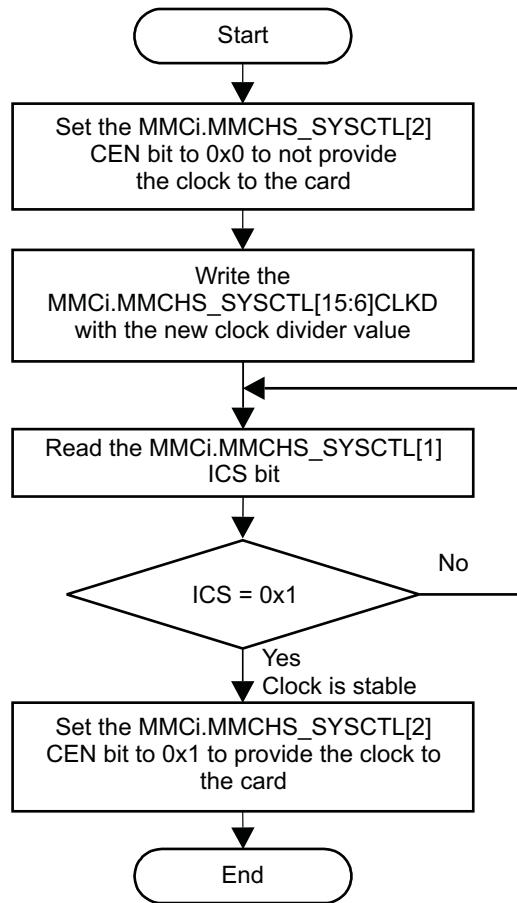 Start
Set the MMCi.MMCHS_SYSCTL[2]
CEN bit to 0x0 to not provide
the clock to the card
Write the
MMCi.MMCHS_SYSCTL[15:6]CLKD
with the new clock divider value
Read the MMCi.MMCHS_SYSCTL[1]
ICS bit
No
ICS = 0x1
Yes
Clock is stable
Set the MMCi.MMCHS_SYSCTL[2]
CEN bit to 0x1 to provide the clock to
the card
End